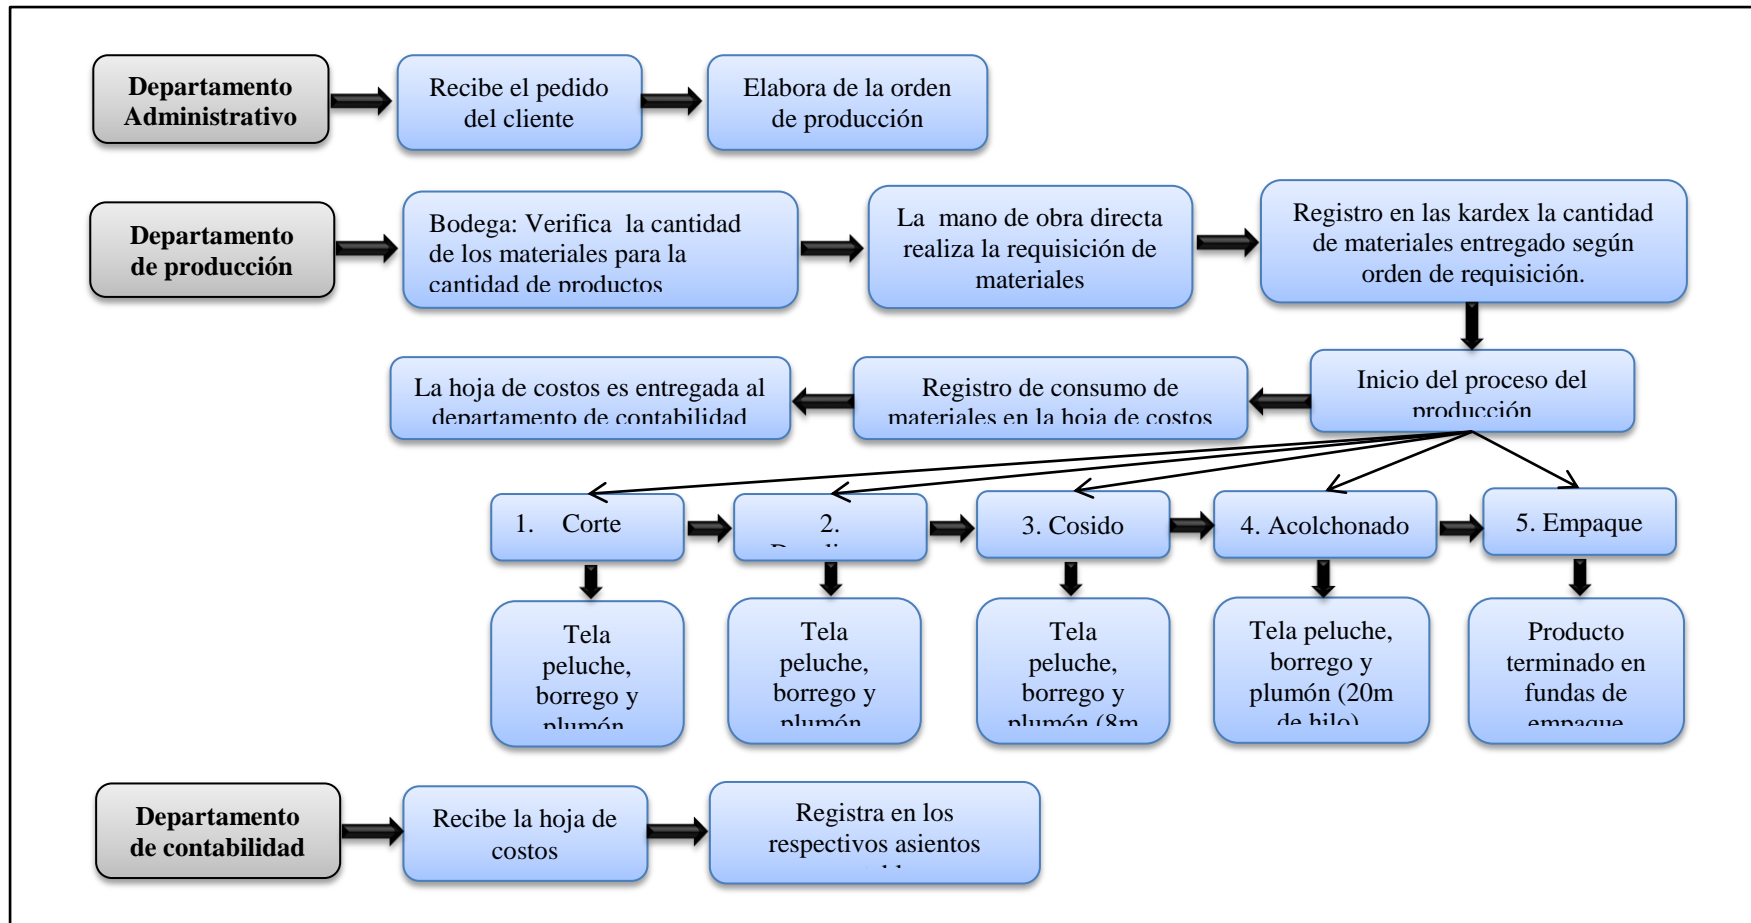 Departamento
Administrativo
Recibe el pedido
del cliente
Elabora de la orden
de producción
Departamento
de producción
Bodega: Verifica la cantidad
de los materiales para la
cantidad de productos
La mano de obra directa
realiza la requisición de
materiales
Registro en las kardex la cantidad
de materiales entregado según
orden de requisición.
Inicio del proceso del
producción
Registro de consumo de
materiales en la hoja de costos
La hoja de costos es entregada al
departamento de contabilidad
1. Corte
2.
3. Cosido
4. Acolchonado
5. Empaque
Tela
peluche,
borrego y
plumón
Tela
peluche,
borrego y
plumón
Tela
peluche,
borrego y
plumón (8m
Tela peluche,
borrego y
plumón (20m
de hilo)
Producto
terminado en
fundas de
empaque
Departamento
de contabilidad
Recibe la hoja de
costos
Registra en los
respectivos asientos